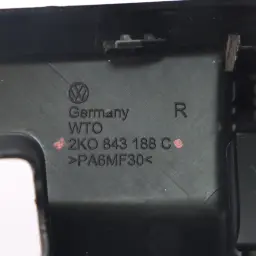 Germany R
WTO
2K0 843 188 C
>PA6MF30<